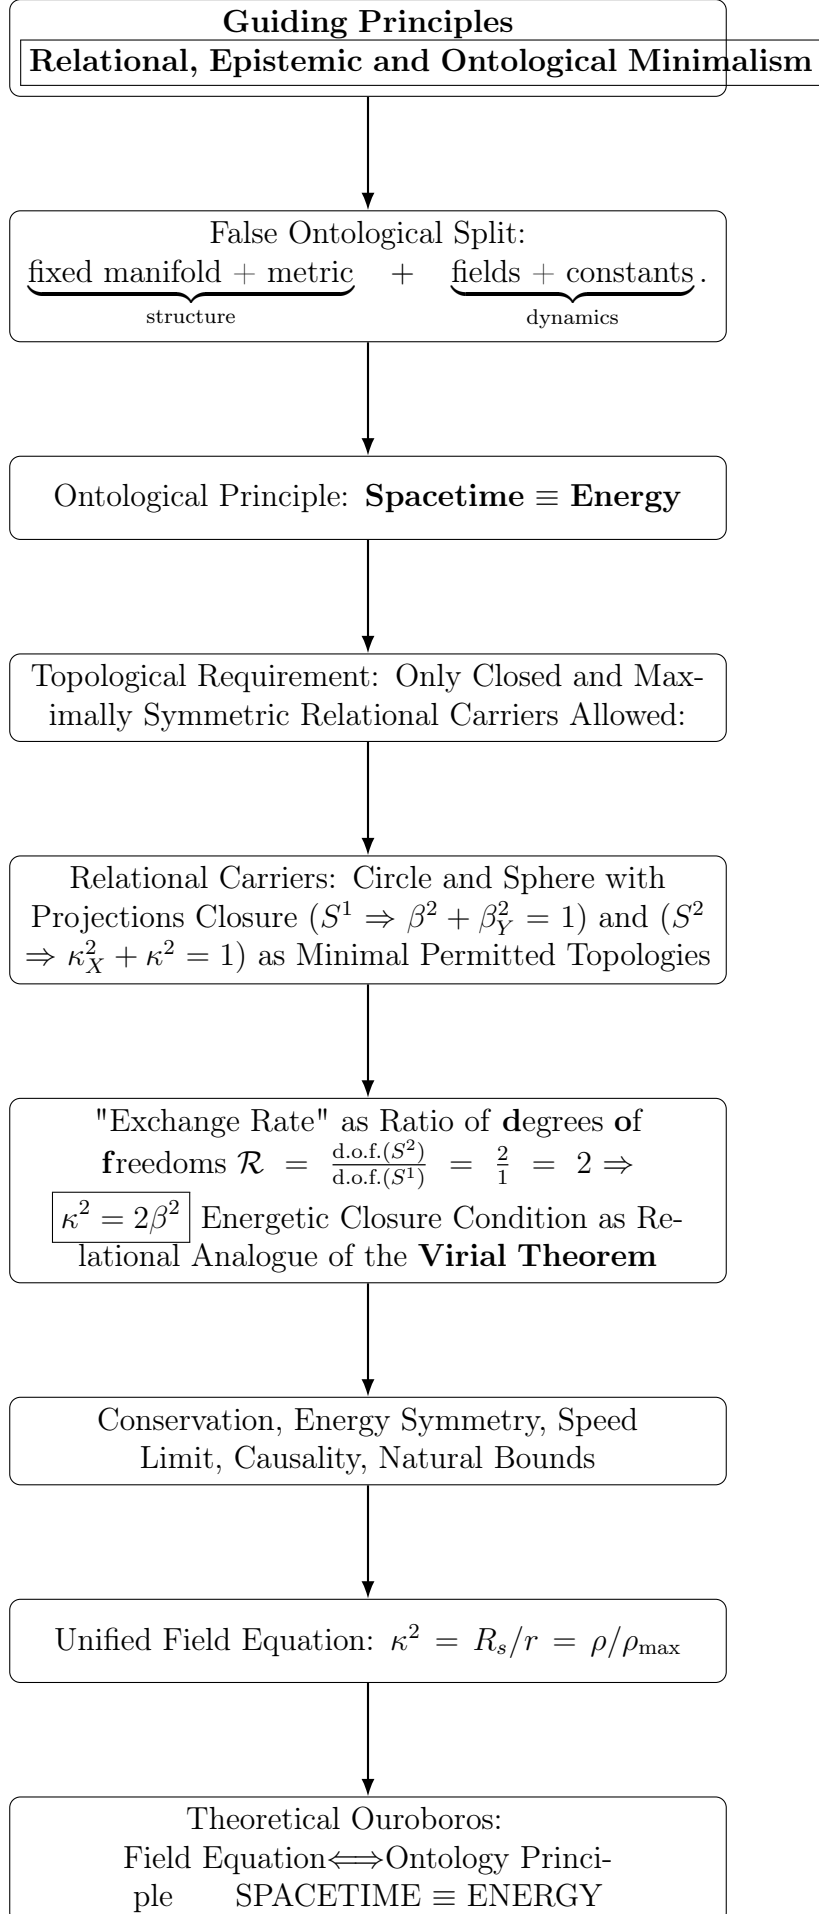 Guiding Principles
Relational, Epistemic and Ontological Minimalism
False Ontological Split:
fixed manifold + metric + fields + constants.
structure dynamics
Ontological Principle: Spacetime ≡ Energy
Topological Requirement: Only Closed and Max-
imally Symmetric Relational Carriers Allowed:
Relational Carriers: Circle and Sphere with
Projections Closure (S¹ ⇒ β² + β_Y² = 1) and (S²
⇒ κ_X² + κ² = 1) as Minimal Permitted Topologies
"Exchange Rate" as Ratio of degrees of
freedoms ℛ = d.o.f.(S²)/d.o.f.(S¹) = 2/1 = 2 ⇒
κ² = 2β² Energetic Closure Condition as Re-
lational Analogue of the Virial Theorem
Conservation, Energy Symmetry, Speed
Limit, Causality, Natural Bounds
Unified Field Equation: κ² = R_s/r = ρ/ρ_max
Theoretical Ouroboros:
Field Equation⟺Ontology Princi-
ple SPACETIME ≡ ENERGY